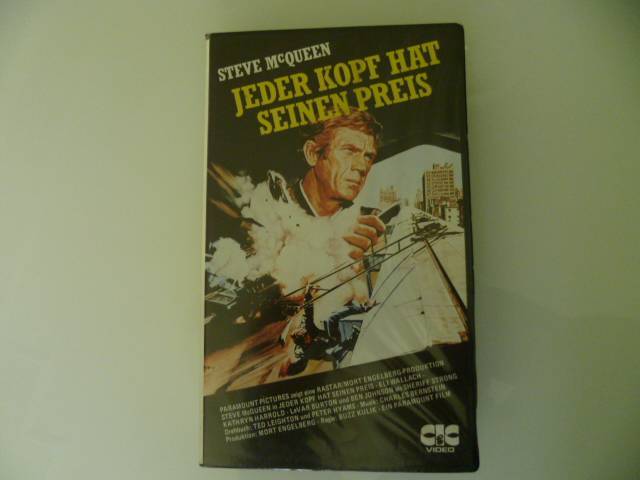 STEVE McQUEEN
JEDER KOPF HAT
SEINEN PREIS
PARAMOUNT PICTURES zeigt eine RASTAR/MORT ENGELBERG-PRODUKTION
STEVE McQUEEN in JEDER KOPF HAT SEINEN PREIS · ELI WALLACH ·
KATHRYN HARROLD · LeVAR BURTON und BEN JOHNSON als SHERIFF STRONG
Drehbuch: TED LEIGHTON und PETER HYAMS · Musik: CHARLES BERNSTEIN
Produktion: MORT ENGELBERG · Regie: BUZZ KULIK · EIN PARAMOUNT FILM
CIC
VIDEO